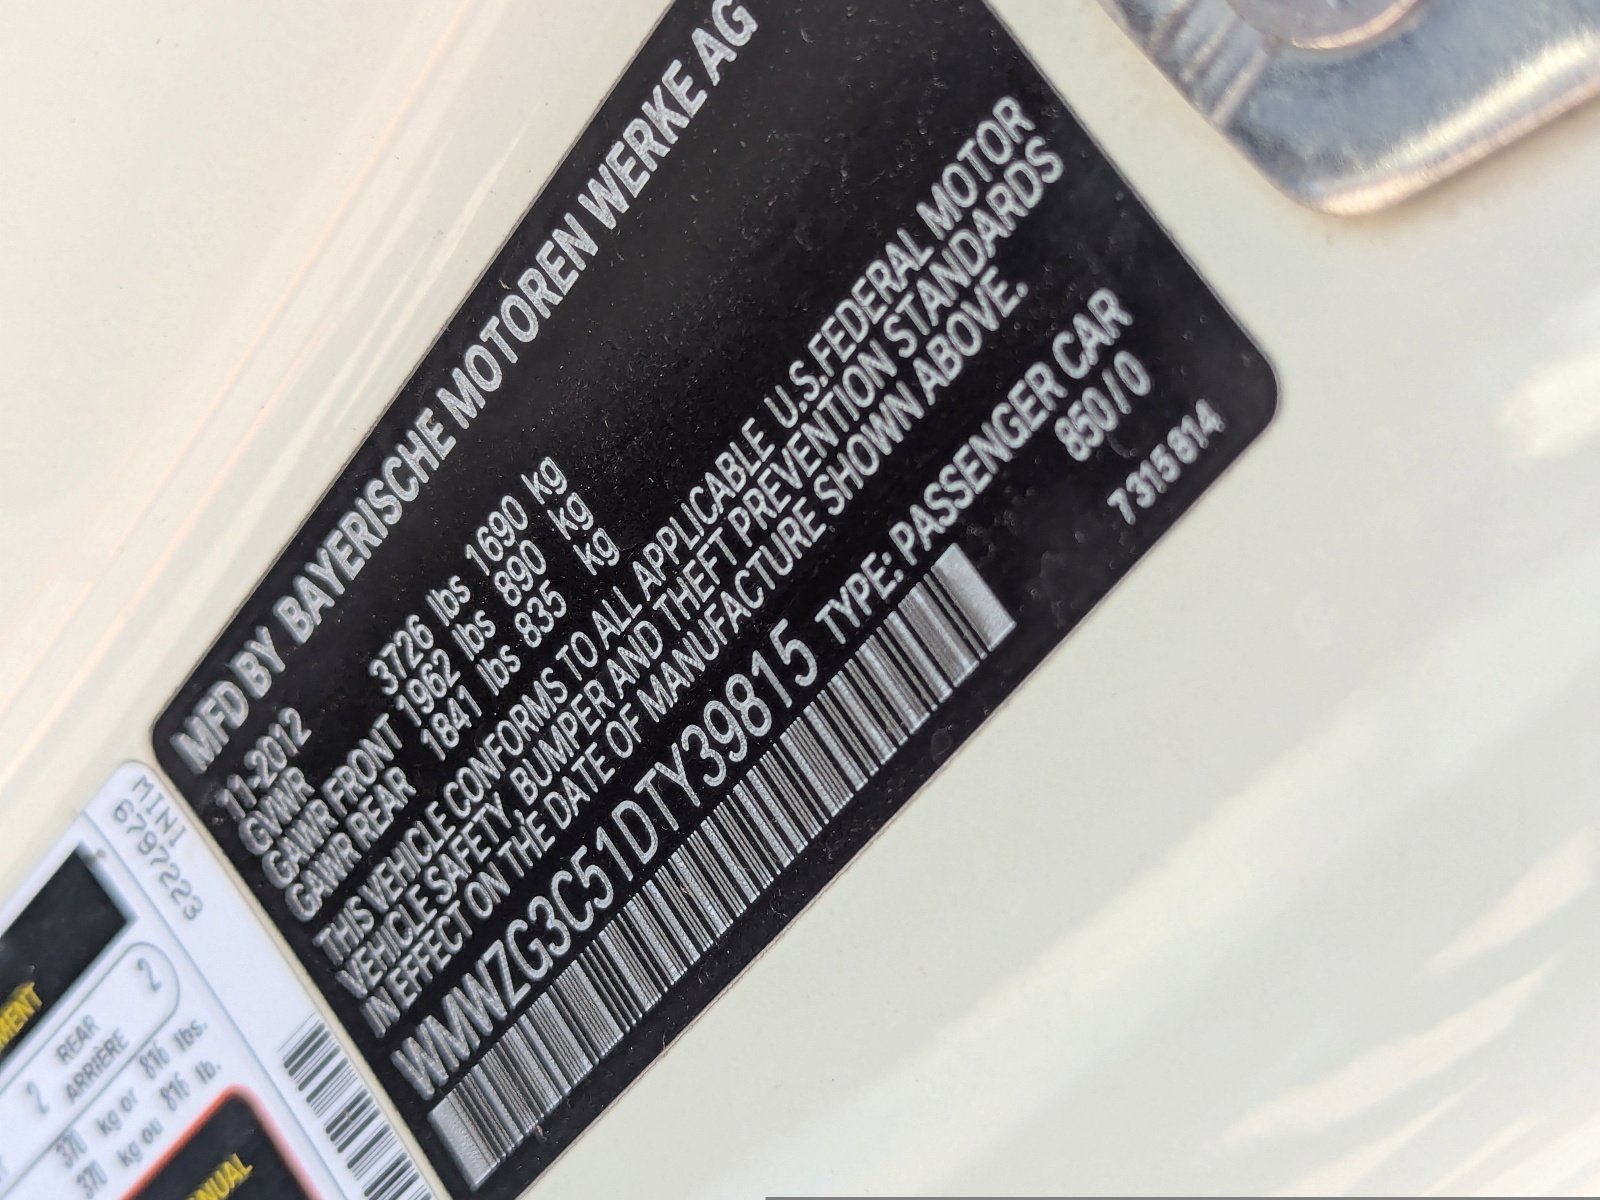 MFD BY BAYERISCHE MOTOREN WERKE AG
11-2012
GVWR 3726 lbs 1690 kg
GAWR FRONT 1962 lbs 890 kg
GAWR REAR 1841 lbs 835 kg
THIS VEHICLE CONFORMS TO ALL APPLICABLE U.S.FEDERAL MOTOR
VEHICLE SAFETY, BUMPER AND THEFT PREVENTION STANDARDS
IN EFFECT ON THE DATE OF MANUFACTURE SHOWN ABOVE.
WMWZG3C51DTY39815 TYPE: PASSENGER CAR
850/0
7315814
MINI
6797223
2 REAR
ARRIÈRE 2
370 kg or 816 lbs.
370 kg ou 816 lb.